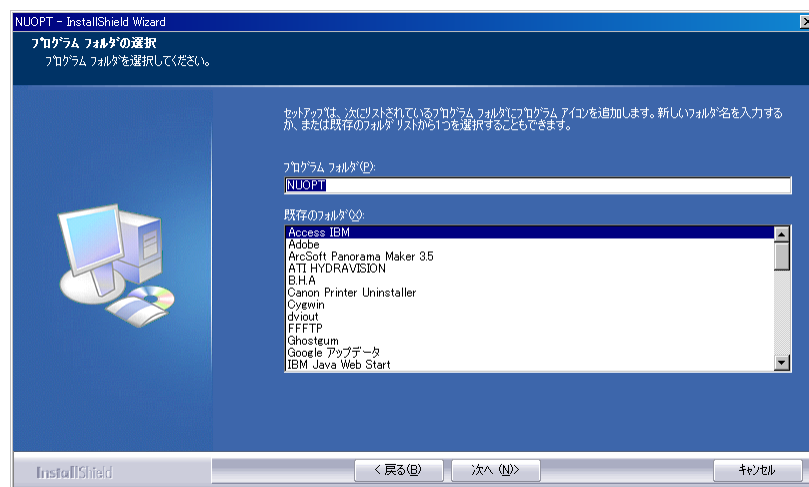 NUOPT - InstallShield Wizard
ﾌﾟﾛｸﾞﾗﾑ ﾌｫﾙﾀﾞの選択
ﾌﾟﾛｸﾞﾗﾑ ﾌｫﾙﾀﾞを選択してください。
ｾｯﾄｱｯﾌﾟは、次にﾘｽﾄされているﾌﾟﾛｸﾞﾗﾑ ﾌｫﾙﾀﾞにﾌﾟﾛｸﾞﾗﾑ ｱｲｺﾝを追加します。新しいﾌｫﾙﾀﾞ名を入力する
か、または既存のﾌｫﾙﾀﾞ ﾘｽﾄから1つを選択することもできます。
ﾌﾟﾛｸﾞﾗﾑ ﾌｫﾙﾀﾞ(P):
NUOPT
既存のﾌｫﾙﾀﾞ(X):
Access IBM
Adobe
ArcSoft Panorama Maker 3.5
ATI HYDRAVISION
B.H.A
Canon Printer Uninstaller
Cygwin
dviout
FFFTP
Ghostgum
Google アップデータ
IBM Java Web Start
InstallShield
< 戻る(B)
次へ (N)>
ｷｬﾝｾﾙ